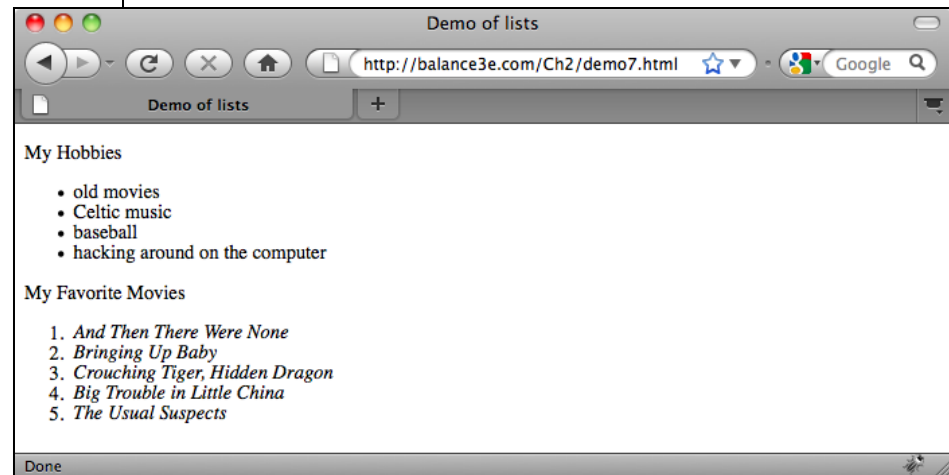 Demo of lists
http://balance3e.com/Ch2/demo7.html
Google
Demo of lists
+
My Hobbies
• old movies
• Celtic music
• baseball
• hacking around on the computer
My Favorite Movies
1. And Then There Were None
2. Bringing Up Baby
3. Crouching Tiger, Hidden Dragon
4. Big Trouble in Little China
5. The Usual Suspects
Done